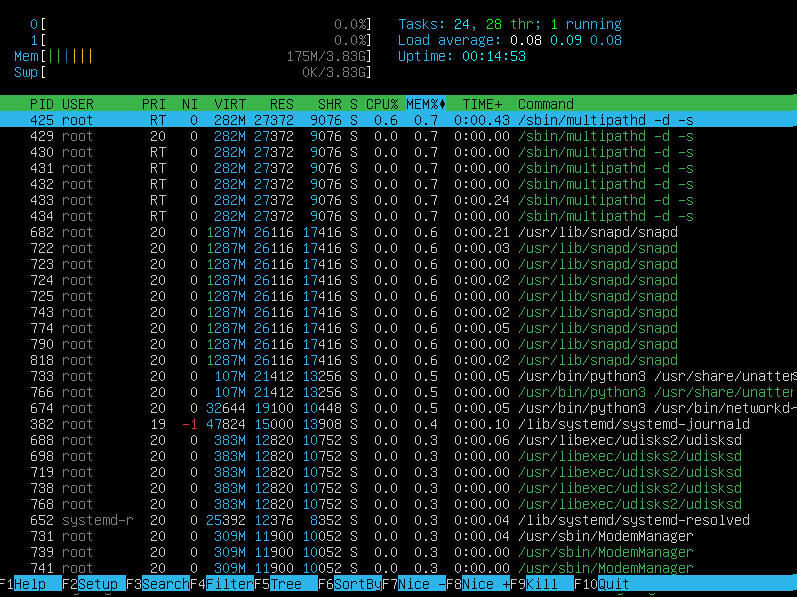 0[ 0.0%] Tasks: 24, 28 thr; 1 running
1[ 0.0%] Load average: 0.08 0.09 0.08
Mem[|||||| 175M/3.83G] Uptime: 00:14:53
Swp[ 0K/3.83G]
PID USER PRI NI VIRT RES SHR S CPU% MEM% TIME+ Command
425 root RT 0 282M 27372 9076 S 0.6 0.7 0:00.43 /sbin/multipathd -d -s
429 root 20 0 282M 27372 9076 S 0.0 0.7 0:00.00 /sbin/multipathd -d -s
430 root RT 0 282M 27372 9076 S 0.0 0.7 0:00.00 /sbin/multipathd -d -s
431 root RT 0 282M 27372 9076 S 0.0 0.7 0:00.00 /sbin/multipathd -d -s
432 root RT 0 282M 27372 9076 S 0.0 0.7 0:00.00 /sbin/multipathd -d -s
433 root RT 0 282M 27372 9076 S 0.0 0.7 0:00.24 /sbin/multipathd -d -s
434 root RT 0 282M 27372 9076 S 0.0 0.7 0:00.00 /sbin/multipathd -d -s
682 root 20 0 1287M 26116 17416 S 0.0 0.6 0:00.21 /usr/lib/snapd/snapd
722 root 20 0 1287M 26116 17416 S 0.0 0.6 0:00.03 /usr/lib/snapd/snapd
723 root 20 0 1287M 26116 17416 S 0.0 0.6 0:00.00 /usr/lib/snapd/snapd
724 root 20 0 1287M 26116 17416 S 0.0 0.6 0:00.02 /usr/lib/snapd/snapd
725 root 20 0 1287M 26116 17416 S 0.0 0.6 0:00.00 /usr/lib/snapd/snapd
743 root 20 0 1287M 26116 17416 S 0.0 0.6 0:00.02 /usr/lib/snapd/snapd
774 root 20 0 1287M 26116 17416 S 0.0 0.6 0:00.05 /usr/lib/snapd/snapd
790 root 20 0 1287M 26116 17416 S 0.0 0.6 0:00.00 /usr/lib/snapd/snapd
818 root 20 0 1287M 26116 17416 S 0.0 0.6 0:00.02 /usr/lib/snapd/snapd
733 root 20 0 107M 21412 13256 S 0.0 0.5 0:00.05 /usr/bin/python3 /usr/share/unatters
766 root 20 0 107M 21412 13256 S 0.0 0.5 0:00.00 /usr/bin/python3 /usr/share/unatter
674 root 20 0 32644 19100 10448 S 0.0 0.5 0:00.05 /usr/bin/python3 /usr/bin/networkd-
382 root 19 -1 47824 15000 13908 S 0.0 0.4 0:00.10 /lib/systemd/systemd-journald
688 root 20 0 383M 12820 10752 S 0.0 0.3 0:00.06 /usr/libexec/udisks2/udisksd
698 root 20 0 383M 12820 10752 S 0.0 0.3 0:00.00 /usr/libexec/udisks2/udisksd
719 root 20 0 383M 12820 10752 S 0.0 0.3 0:00.00 /usr/libexec/udisks2/udisksd
738 root 20 0 383M 12820 10752 S 0.0 0.3 0:00.00 /usr/libexec/udisks2/udisksd
768 root 20 0 383M 12820 10752 S 0.0 0.3 0:00.00 /usr/libexec/udisks2/udisksd
652 systemd-r 20 0 25392 12376 8352 S 0.0 0.3 0:00.04 /lib/systemd/systemd-resolved
731 root 20 0 309M 11900 10052 S 0.0 0.3 0:00.04 /usr/sbin/ModemManager
739 root 20 0 309M 11900 10052 S 0.0 0.3 0:00.00 /usr/sbin/ModemManager
741 root 20 0 309M 11900 10052 S 0.0 0.3 0:00.00 /usr/sbin/ModemManager
F1Help F2Setup F3SearchF4FilterF5Tree F6SortByF7Nice -F8Nice +F9Kill F10Quit